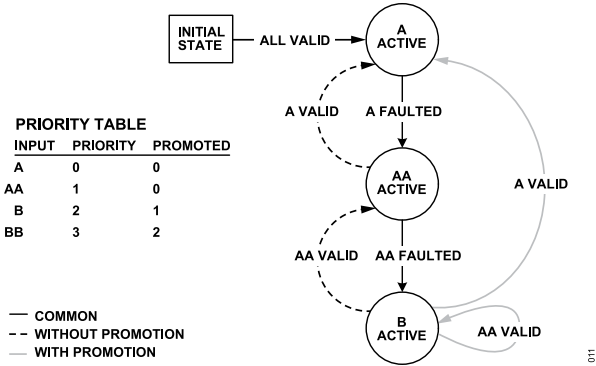 INITIAL
STATE
ALL VALID
A
ACTIVE
A VALID
A FAULTED
PRIORITY TABLE
INPUT PRIORITY PROMOTED
A 0 0
AA 1 0
B 2 1
BB 3 2
AA
ACTIVE
A VALID
AA VALID
AA FAULTED
B
ACTIVE
AA VALID
COMMON
WITHOUT PROMOTION
WITH PROMOTION
011